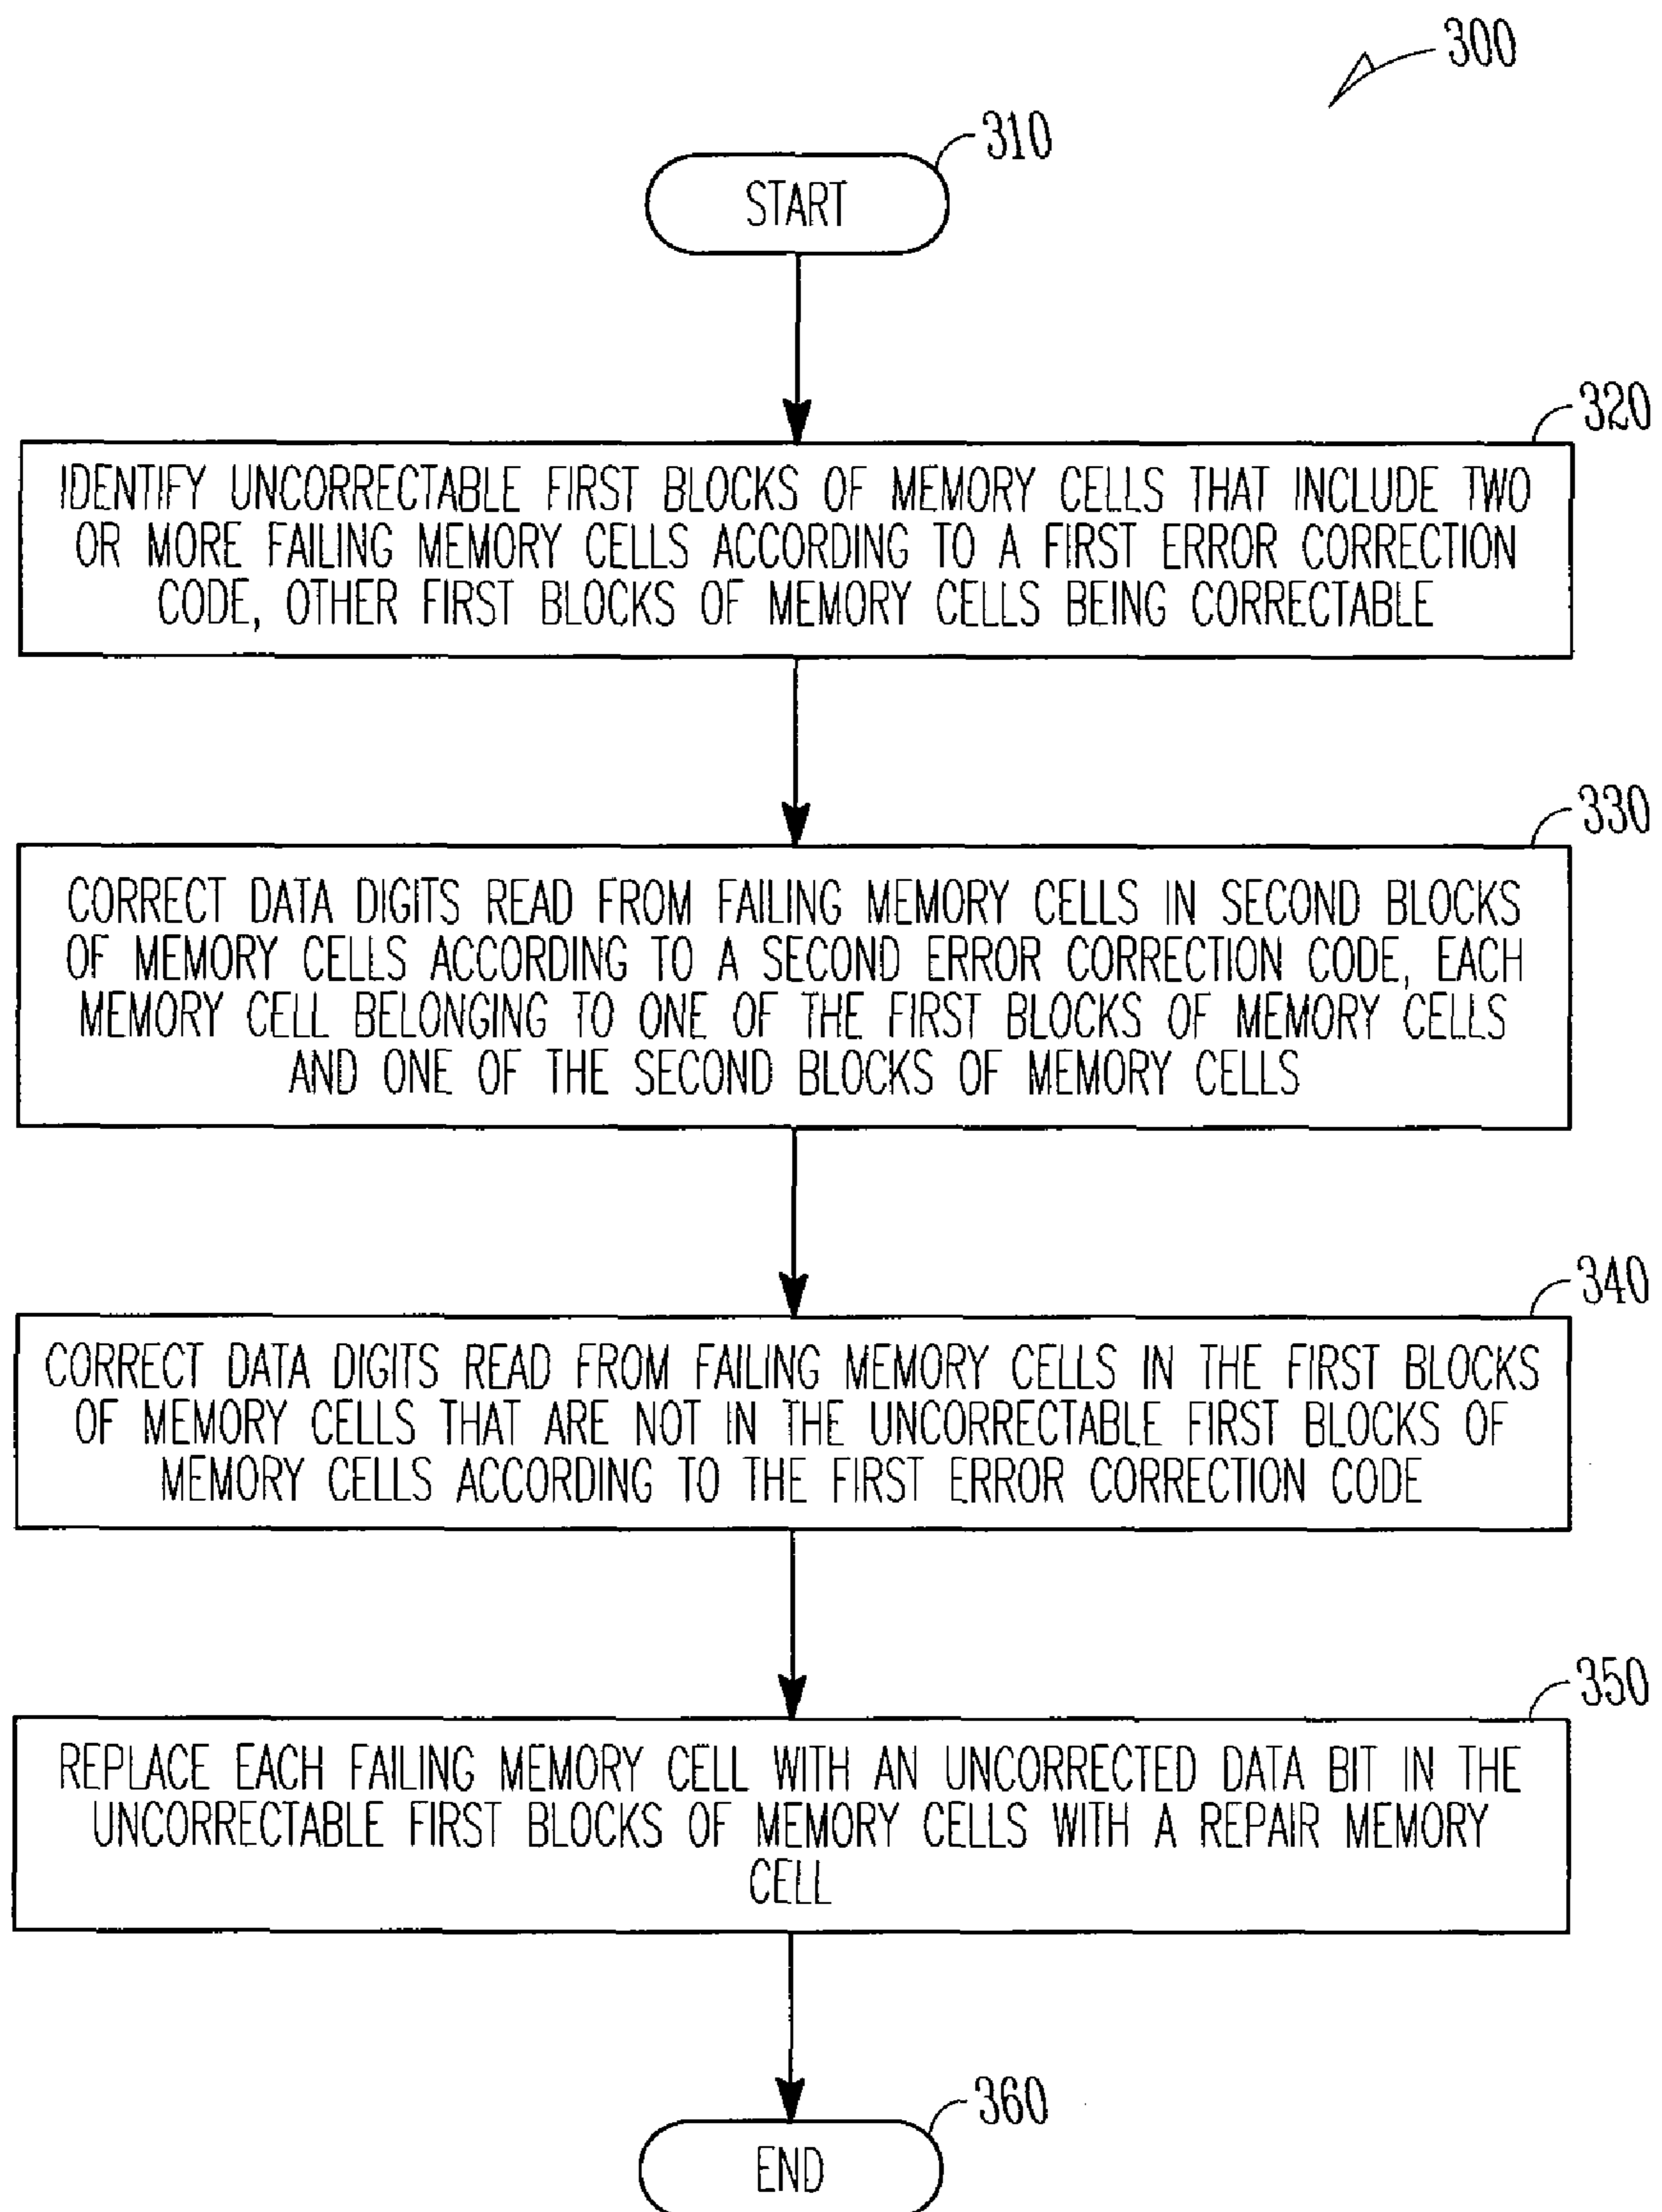 300
310
START
320
IDENTIFY UNCORRECTABLE FIRST BLOCKS OF MEMORY CELLS THAT INCLUDE TWO
OR MORE FAILING MEMORY CELLS ACCORDING TO A FIRST ERROR CORRECTION
CODE, OTHER FIRST BLOCKS OF MEMORY CELLS BEING CORRECTABLE
330
CORRECT DATA DIGITS READ FROM FAILING MEMORY CELLS IN SECOND BLOCKS
OF MEMORY CELLS ACCORDING TO A SECOND ERROR CORRECTION CODE, EACH
MEMORY CELL BELONGING TO ONE OF THE FIRST BLOCKS OF MEMORY CELLS
AND ONE OF THE SECOND BLOCKS OF MEMORY CELLS
340
CORRECT DATA DIGITS READ FROM FAILING MEMORY CELLS IN THE FIRST BLOCKS
OF MEMORY CELLS THAT ARE NOT IN THE UNCORRECTABLE FIRST BLOCKS OF
MEMORY CELLS ACCORDING TO THE FIRST ERROR CORRECTION CODE
350
REPLACE EACH FAILING MEMORY CELL WITH AN UNCORRECTED DATA BIT IN THE
UNCORRECTABLE FIRST BLOCKS OF MEMORY CELLS WITH A REPAIR MEMORY
CELL
360
END